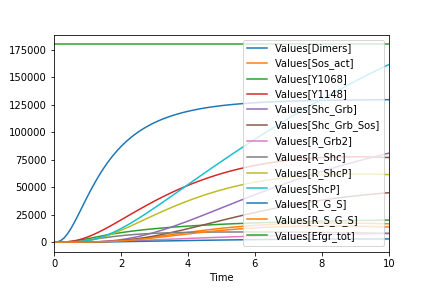 175000
150000
125000
100000
75000
50000
25000
0
0
2
4
6
8
10
Time
Values[Dimers]
Values[Sos_act]
Values[Y1068]
Values[Y1148]
Values[Shc_Grb]
Values[Shc_Grb_Sos]
Values[R_Grb2]
Values[R_Shc]
Values[R_ShcP]
Values[ShcP]
Values[R_G_S]
Values[R_S_G_S]
Values[Efgr_tot]